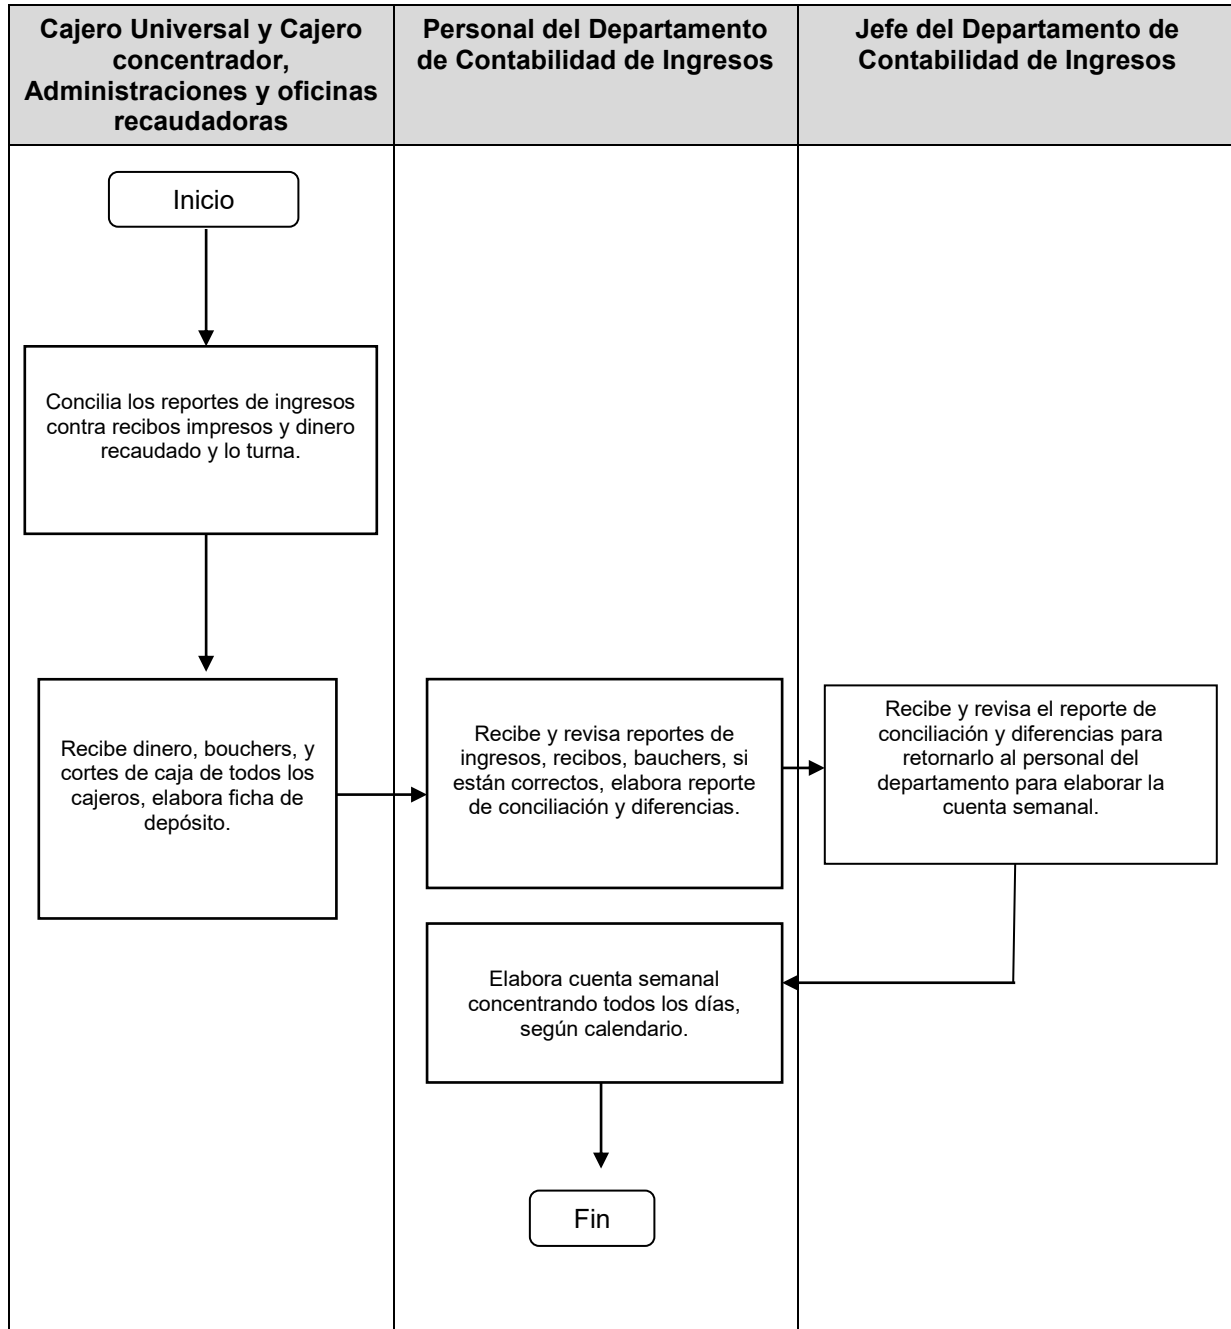 Cajero Universal y Cajero
concentrador,
Administraciones y oficinas
recaudadoras
Personal del Departamento
de Contabilidad de Ingresos
Jefe del Departamento de
Contabilidad de Ingresos
Inicio
Concilia los reportes de ingresos
contra recibos impresos y dinero
recaudado y lo turna.
Recibe dinero, bouchers, y
cortes de caja de todos los
cajeros, elabora ficha de
depósito.
Recibe y revisa reportes de
ingresos, recibos, bauchers, si
están correctos, elabora reporte
de conciliación y diferencias.
Recibe y revisa el reporte de
conciliación y diferencias para
retornarlo al personal del
departamento para elaborar la
cuenta semanal.
Elabora cuenta semanal
concentrando todos los días,
según calendario.
Fin